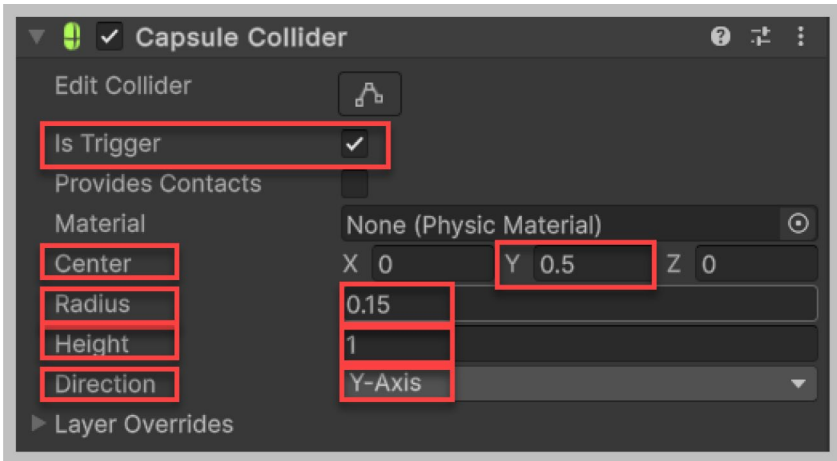 Capsule Collider
Edit Collider
Is Trigger
Provides Contacts
Material None (Physic Material)
Center X 0 Y 0.5 Z 0
Radius 0.15
Height 1
Direction Y-Axis
Layer Overrides